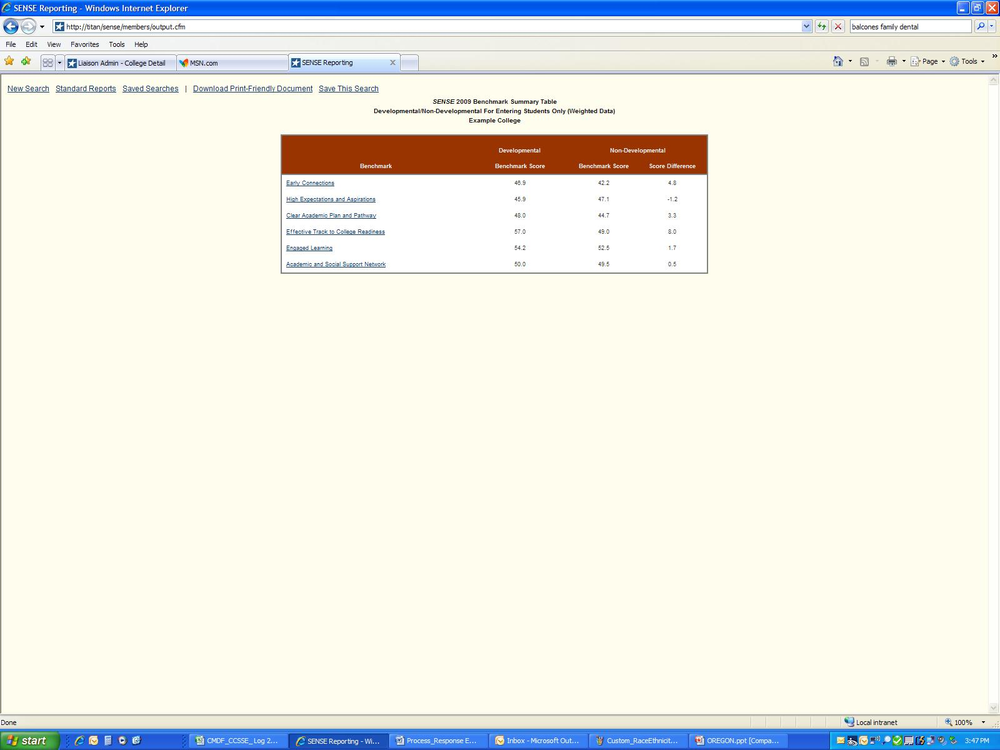 SENSE Reporting - Windows Internet Explorer
http://titan/sense/members/output.cfm
balcones family dental
File Edit View Favorites Tools Help
Liaison Admin - College Detail MSN.com SENSE Reporting X Page Tools »
New Search Standard Reports Saved Searches | Download Print-Friendly Document Save This Search
SENSE 2009 Benchmark Summary Table
Developmental/Non-Developmental For Entering Students Only (Weighted Data)
Example College
Developmental Non-Developmental
Benchmark Benchmark Score Benchmark Score Score Difference
Early Connections 46.9 42.2 4.8
High Expectations and Aspirations 45.9 47.1 -1.2
Clear Academic Plan and Pathway 48.0 44.7 3.3
Effective Track to College Readiness 57.0 49.0 8.0
Engaged Learning 54.2 52.5 1.7
Academic and Social Support Network 50.0 49.5 0.5
Done Local intranet 100%
start CMDF_CCSSE_Log 2... SENSE Reporting - Wi... Process_Response E... Inbox - Microsoft Out... Custom_RaceEthnicit... OREGON.ppt [Compa... 3:47 PM